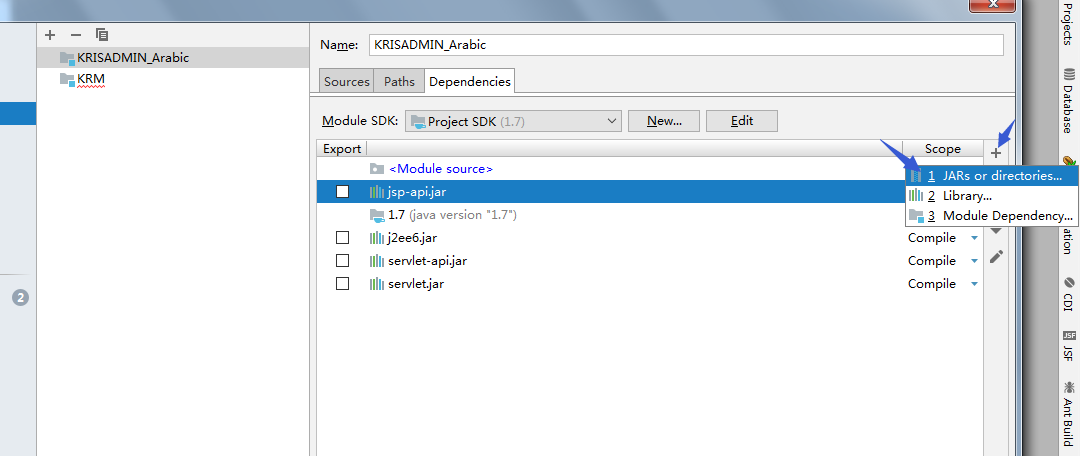 KRISADMIN_Arabic
KRM
2
Name: KRISADMIN_Arabic
Sources Paths Dependencies
Module SDK: Project SDK (1.7) New... Edit
Export Scope
<Module source>
jsp-api.jar
1.7 (java version "1.7")
j2ee6.jar Compile
servlet-api.jar Compile
servlet.jar Compile
1 JARs or directories...
2 Library...
3 Module Dependency...
Projects
Database
CDI
JSF
JSF
Ant Build